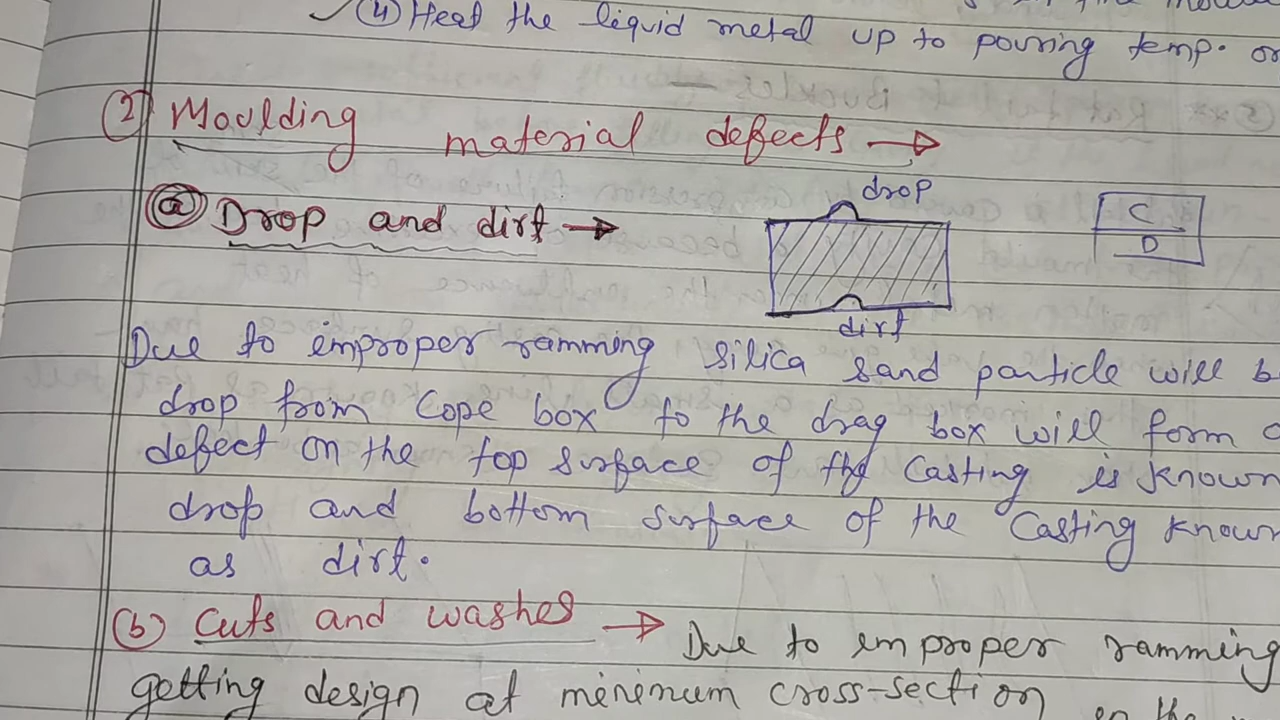 (4) Heat the liquid metal up to pouring temp. or
(2) Moulding material defects →
(a) Drop and dirt →
drop
C
D
dirt
Due to improper ramming silica sand particle will b
drop from Cope box to the drag box will form a
defect on the top surface of the Casting is known
drop and bottom surface of the Casting known
as dirt.
(b) Cuts and washes → Due to improper ramming
getting design at minimum cross-section